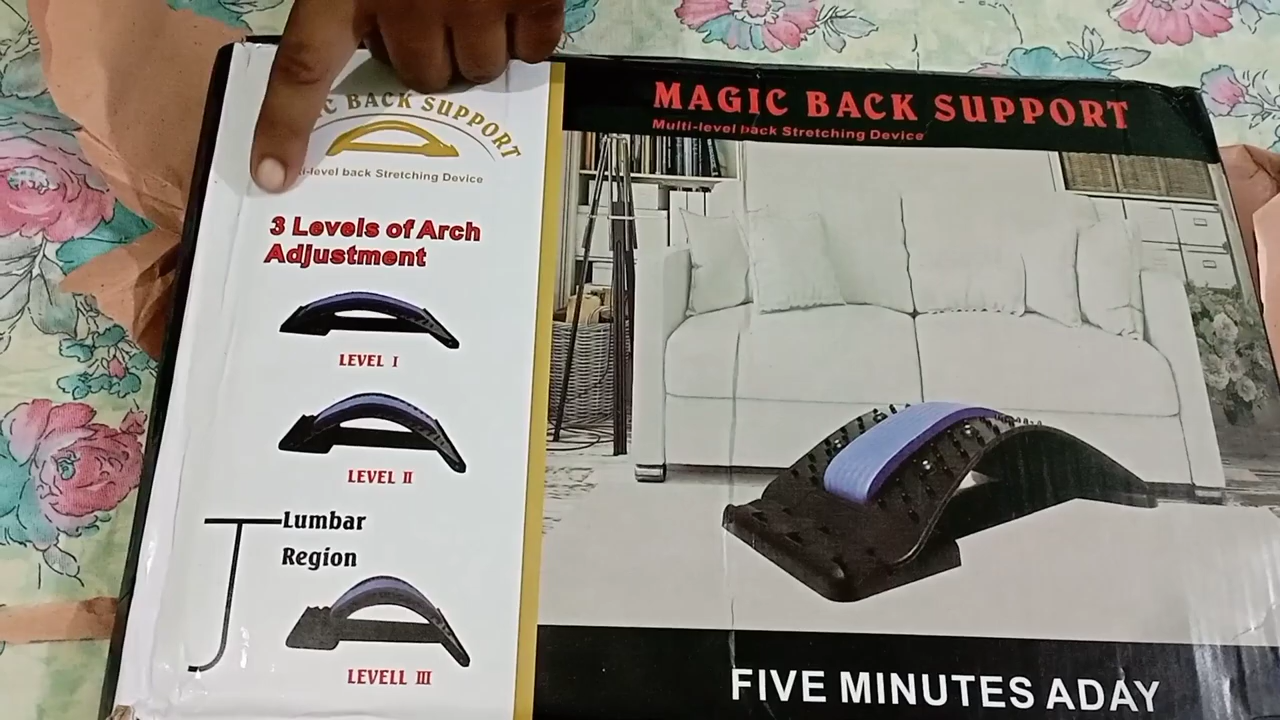 BACK SUPPORT
level back Stretching Device
3 Levels of Arch
Adjustment
LEVEL I
LEVEL II
Lumbar
Region
LEVELL III
MAGIC BACK SUPPORT
Multi-level back Stretching Device
FIVE MINUTES ADAY